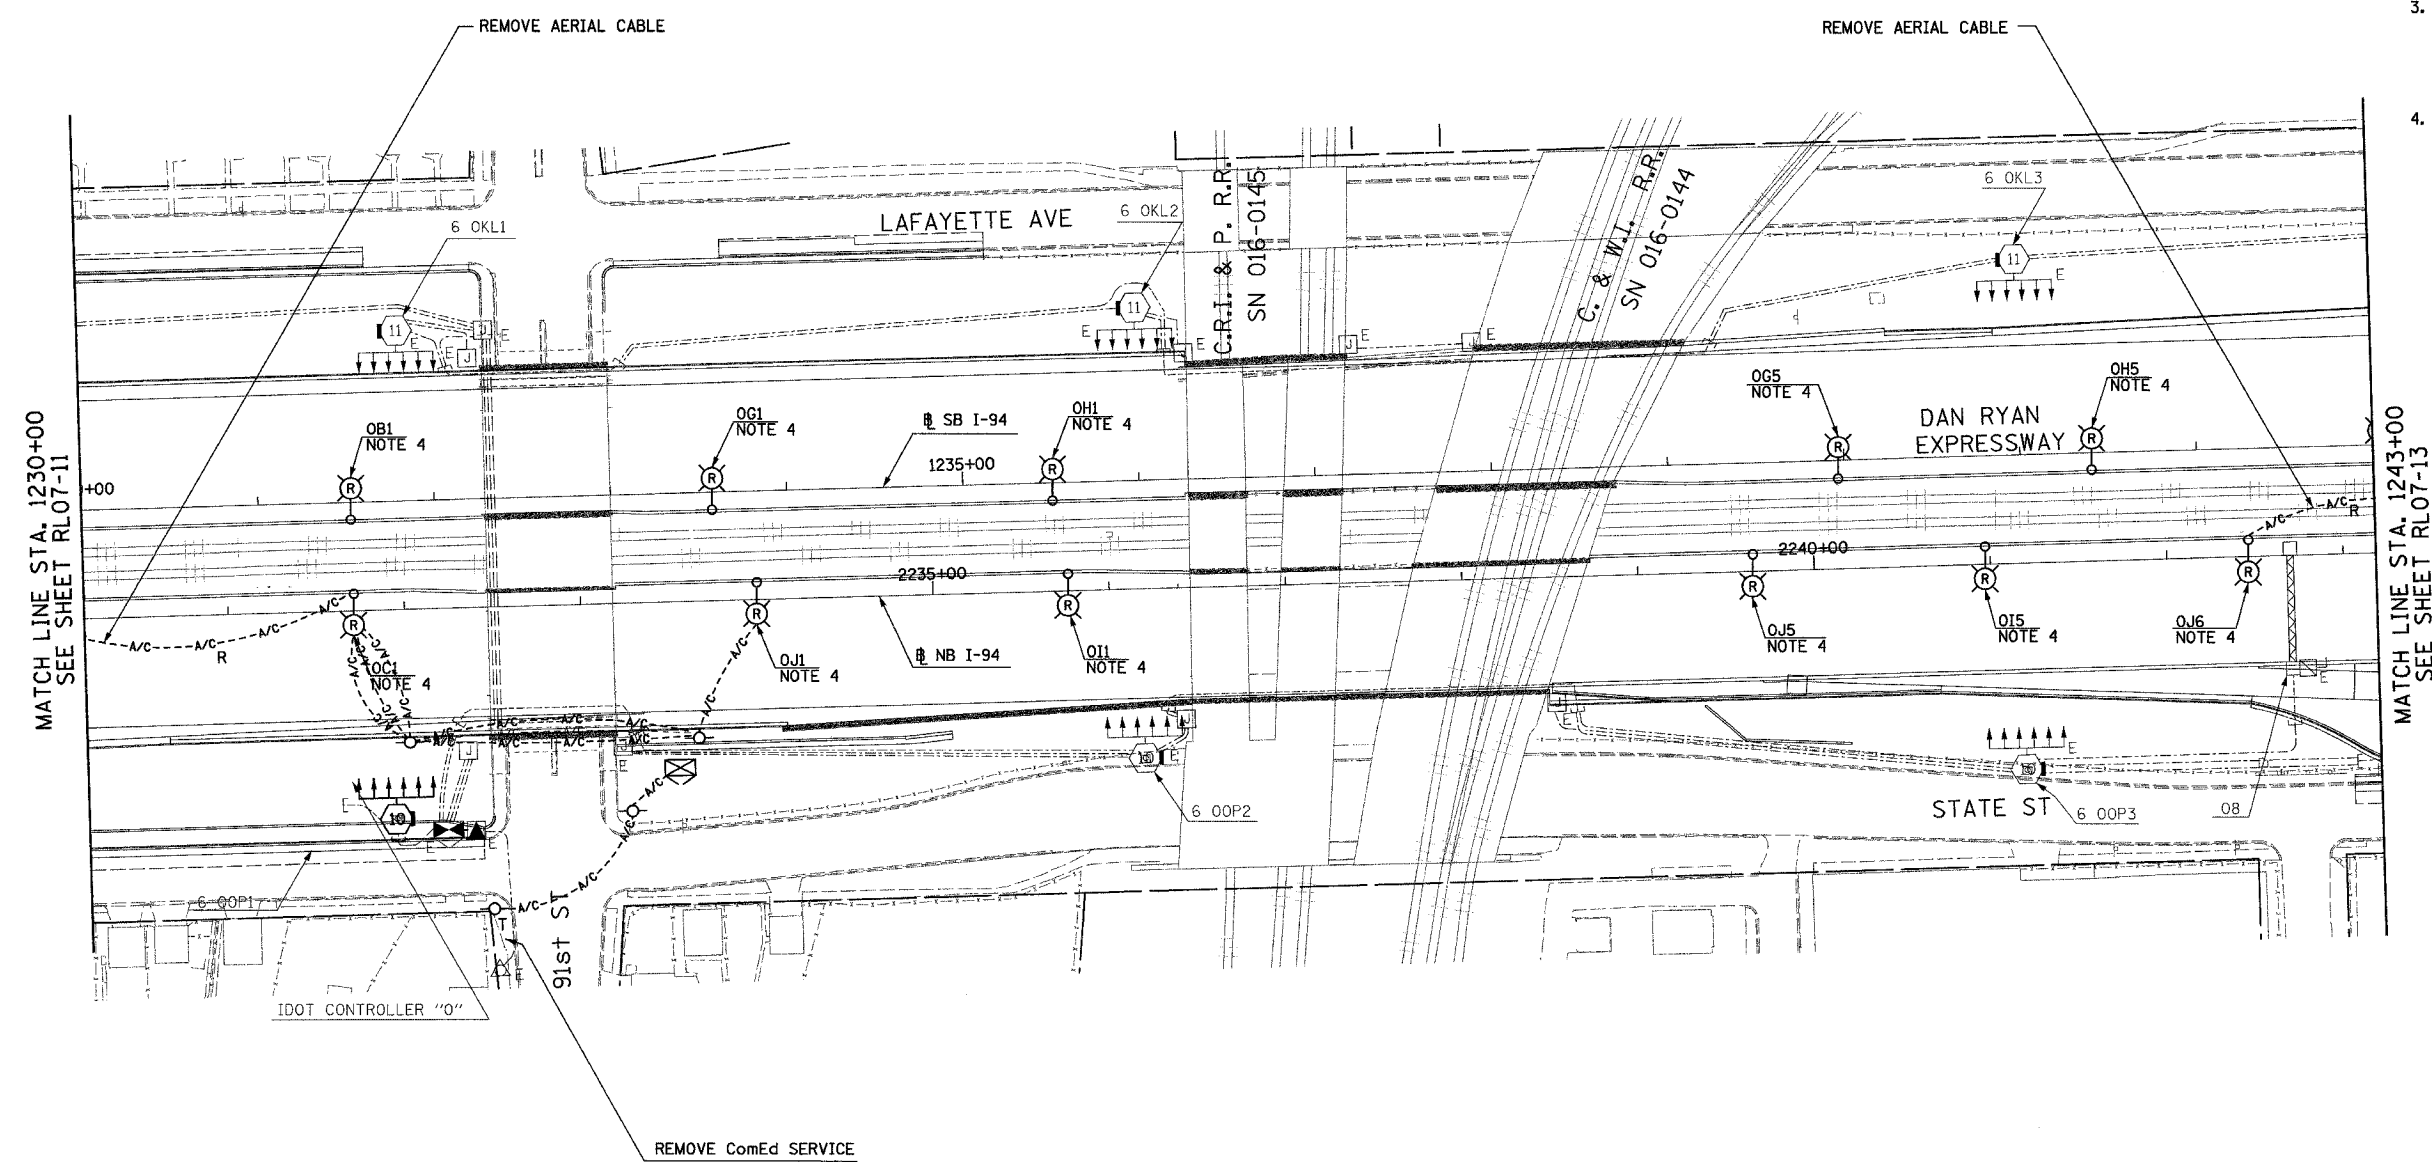 REMOVE AERIAL CABLE
REMOVE AERIAL CABLE
3.
4.
6 OKL1
LAFAYETTE AVE
6 OKL2
C.R.I. & P. R.R.
SN 016-0145
C. & W.I. R.R.
SN 016-0144
6 OKL3
11
11
11
E
E
E
E
J
J
E
E
J
E
J
E
MATCH LINE STA. 1230+00
SEE SHEET RL07-11
OB1
NOTE 4
OG1
NOTE 4
℄ SB I-94
1235+00
OH1
NOTE 4
OG5
NOTE 4
DAN RYAN
EXPRESSWAY
OH5
NOTE 4
MATCH LINE STA. 1243+00
SEE SHEET RL07-13
+00
R
R
R
R
R
A/C
A/C
R
2235+00
2240+00
A/C
A/C
A/C
R
R
R
R
R
R
R
OC1
NOTE 4
OJ1
NOTE 4
℄ NB I-94
OI1
NOTE 4
OJ5
NOTE 4
OI5
NOTE 4
OJ6
NOTE 4
A/C
A/C
A/C
A/C
A/C
A/C
A/C
A/C
A/C
A/C
A/C
A/C
A/C
E
E
E
E
J
E
E
10
6 OOP2
STATE ST
6 OOP3
O8
A/C
A/C
A/C
A/C
6 OOP1
T
E
91st ST
IDOT CONTROLLER "O"
REMOVE ComEd SERVICE